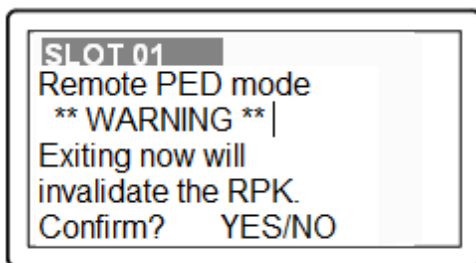 SLOT 01
Remote PED mode
** WARNING ** |
Exiting now will
invalidate the RPK.
Confirm? YES/NO